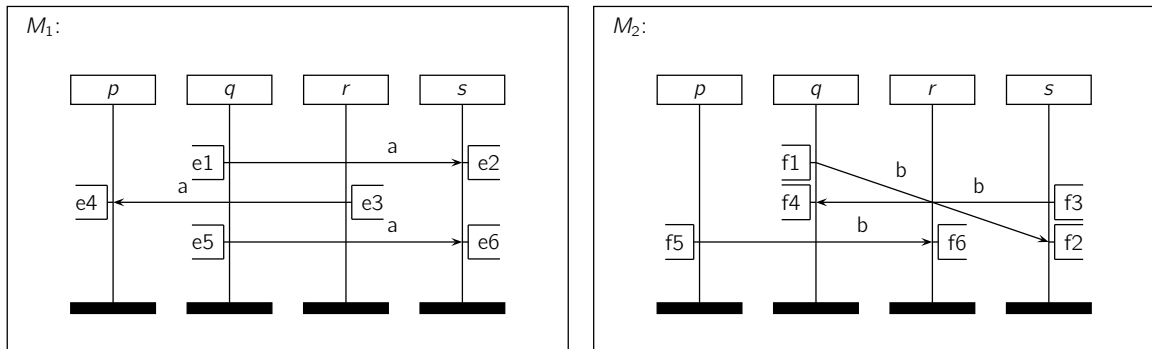 M1: M2:
p q r s p q r s
a
e1 e2 f1 b b
a
e4 e3 f4 f3
a b
e5 e6 f5 f6 f2